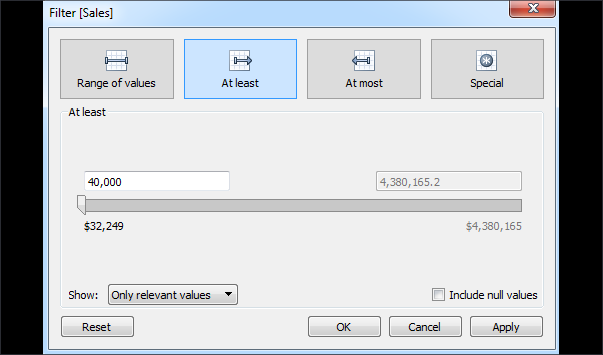 Filter [Sales]
Range of values At least At most Special
At least
40,000 4,380,165.2
$32,249 $4,380,165
Show: Only relevant values Include null values
Reset OK Cancel Apply